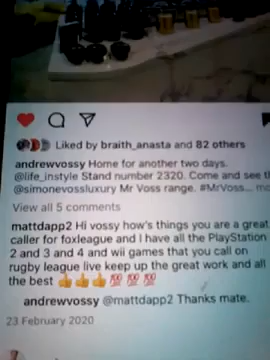 Liked by braith_anasta and 82 others
andrewvossy Home for another two days.
@life_instyle Stand number 2320. Come and see t
@simonevossluxury Mr Voss range. #MrVoss... mo
View all 5 comments
mattdapp2 Hi vossy how's things you are a great
caller for foxleague and I have all the PlayStation
2 and 3 and 4 and wii games that you call on
rugby league live keep up the great work and all
the best 👍👍👍💯💯💯
andrewvossy @mattdapp2 Thanks mate.
23 February 2020